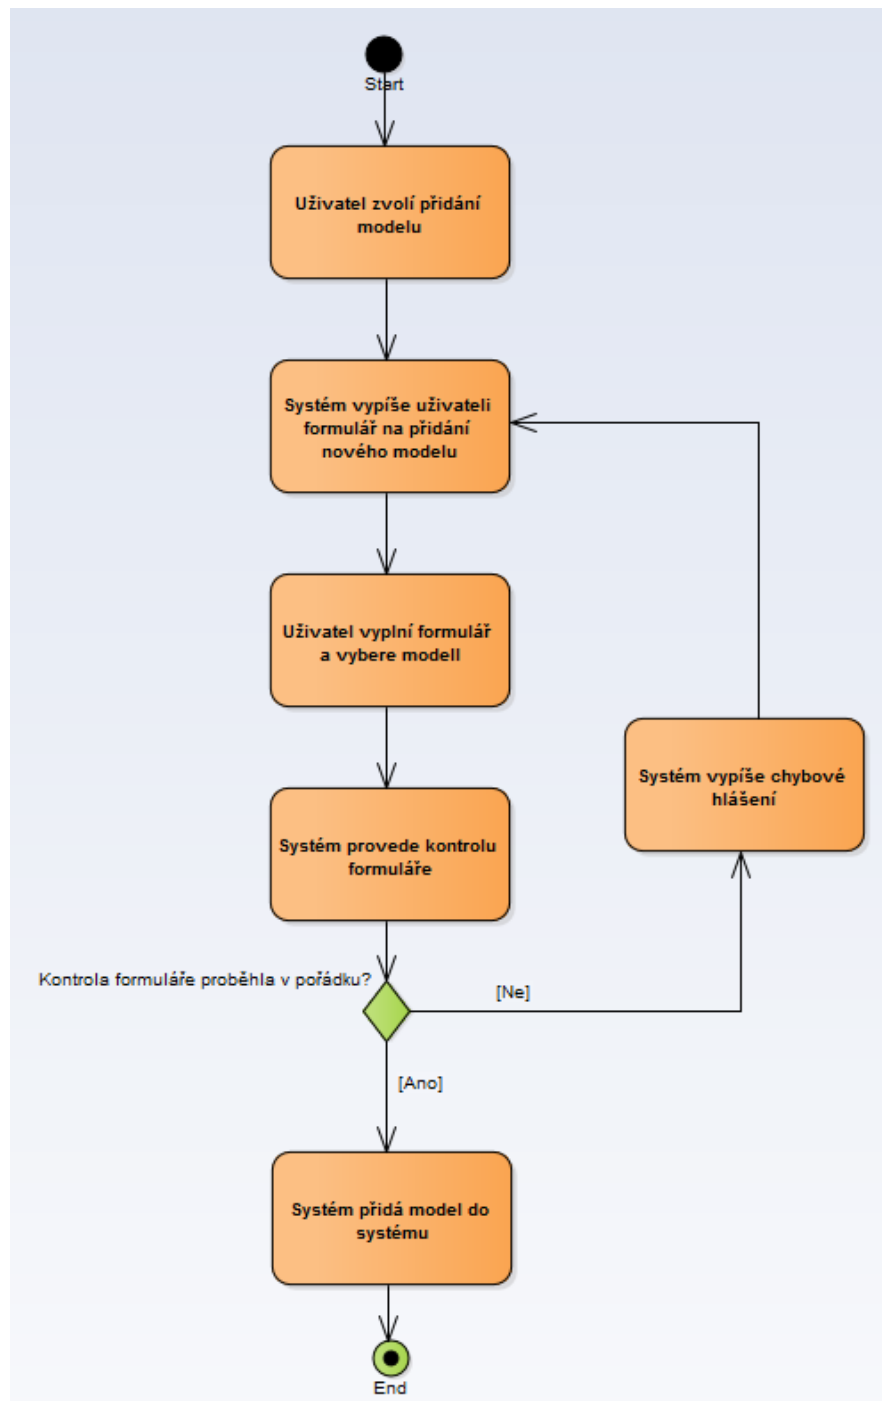 Start
Uživatel zvolí přidání
modelu
Systém vypíše uživateli
formulář na přidání
nového modelu
Uživatel vyplní formulář
a vybere modell
Systém vypíše chybové
hlášení
Systém provede kontrolu
formuláře
Kontrola formuláře proběhla v pořádku?
[Ne]
[Ano]
Systém přidá model do
systému
End